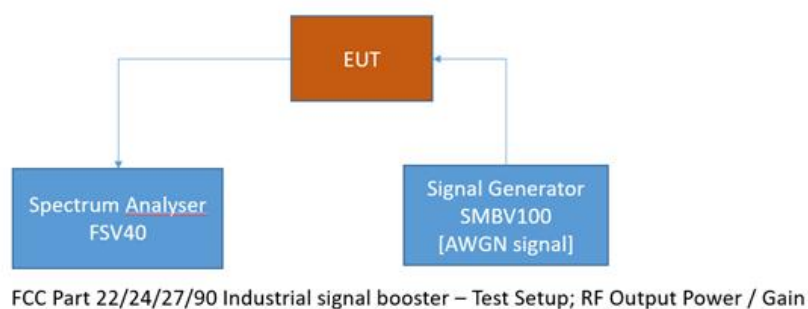 EUT
Spectrum Analyser
FSV40
Signal Generator
SMBV100
[AWGN signal]
FCC Part 22/24/27/90 Industrial signal booster – Test Setup; RF Output Power / Gain